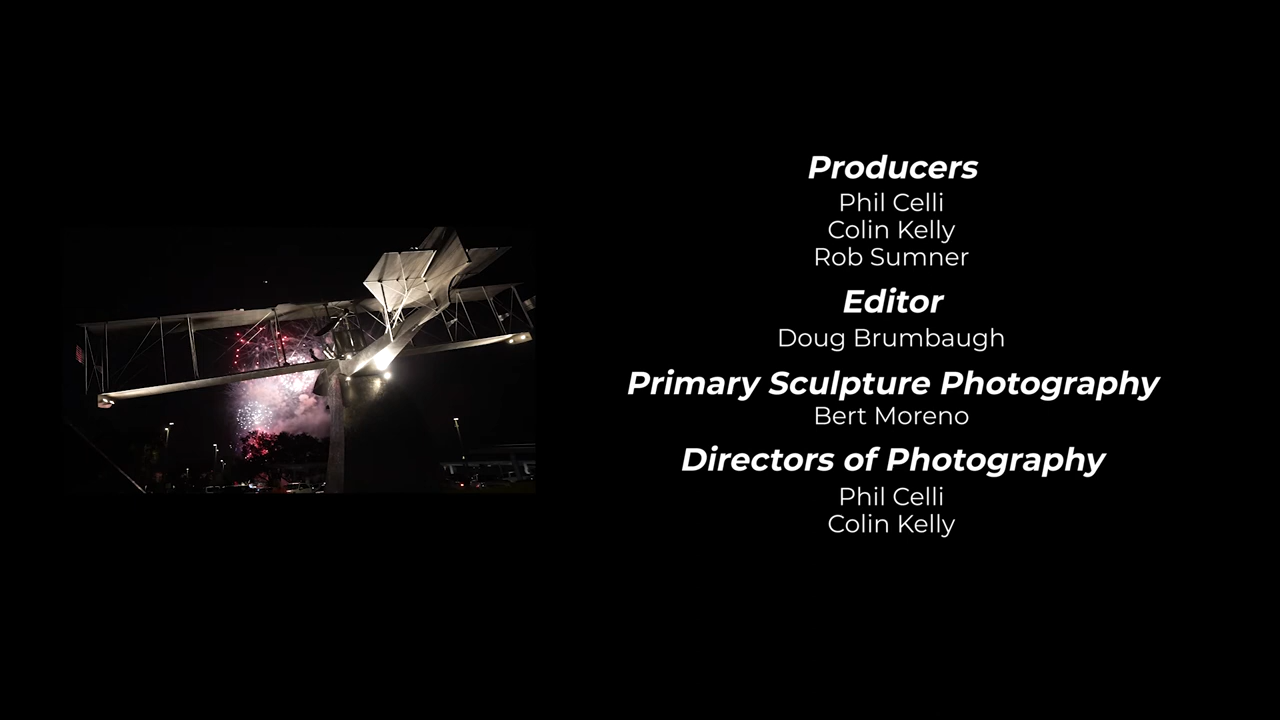 Producers
Phil Celli
Colin Kelly
Rob Sumner
Editor
Doug Brumbaugh
Primary Sculpture Photography
Bert Moreno
Directors of Photography
Phil Celli
Colin Kelly